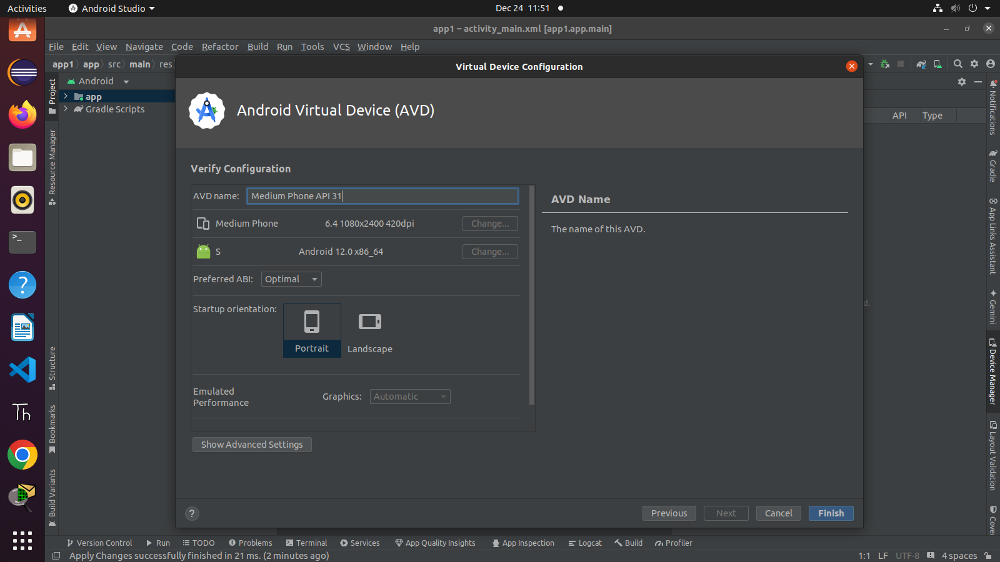 Activities
Android Studio
Dec 24 11:51
app1 – activity_main.xml [app1.app.main]
File Edit View Navigate Code Refactor Build Run Tools VCS Window Help
app1 app src main res
Virtual Device Configuration
Android
Project
app
Gradle Scripts
Resource Manager
Structure
Bookmarks
Build Variants
Android Virtual Device (AVD)
Verify Configuration
AVD name: Medium Phone API 31
Medium Phone 6.4 1080x2400 420dpi Change...
S Android 12.0 x86_64 Change...
Preferred ABI: Optimal
Startup orientation:
Portrait
Landscape
Emulated
Performance
Graphics: Automatic
Show Advanced Settings
AVD Name
The name of this AVD.
?
Previous Next Cancel Finish
API Type
d.
Notifications
Gradle
App Links Assistant
Gemini
Device Manager
Layout Validation
Cover
Version Control Run TODO Problems Terminal Services App Quality Insights App Inspection Logcat Build Profiler
Apply Changes successfully finished in 21 ms. (2 minutes ago)
1:1 LF UTF-8 4 spaces
>_
?
Th